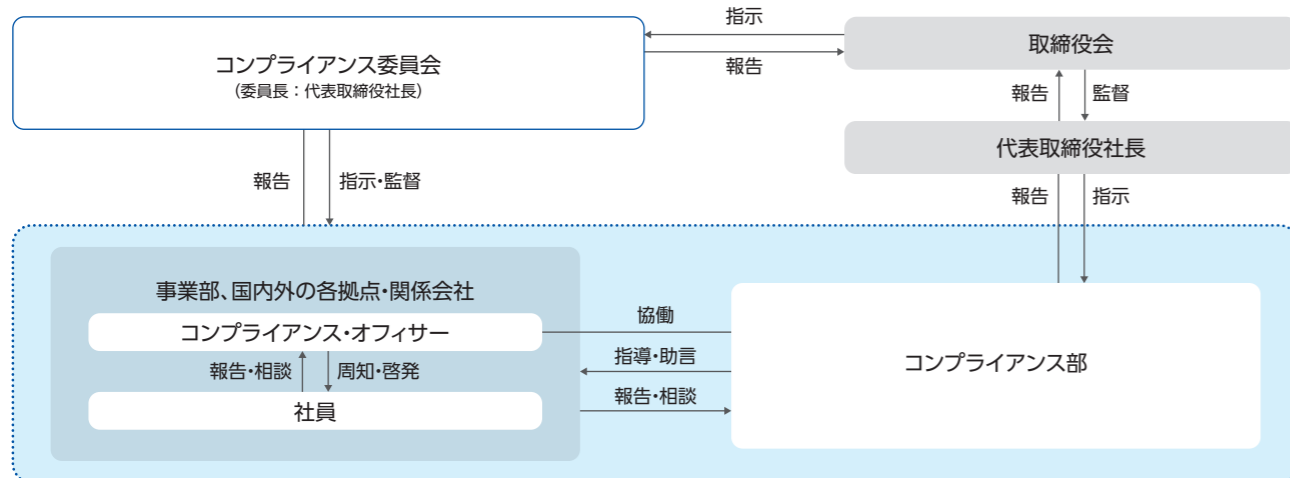 指示
コンプライアンス委員会
(委員長:代表取締役社長)
報告
取締役会
報告
監督
代表取締役社長
報告
指示・監督
報告
指示
事業部、国内外の各拠点・関係会社
コンプライアンス・オフィサー
協働
指導・助言
報告・相談
周知・啓発
コンプライアンス部
報告・相談
社員